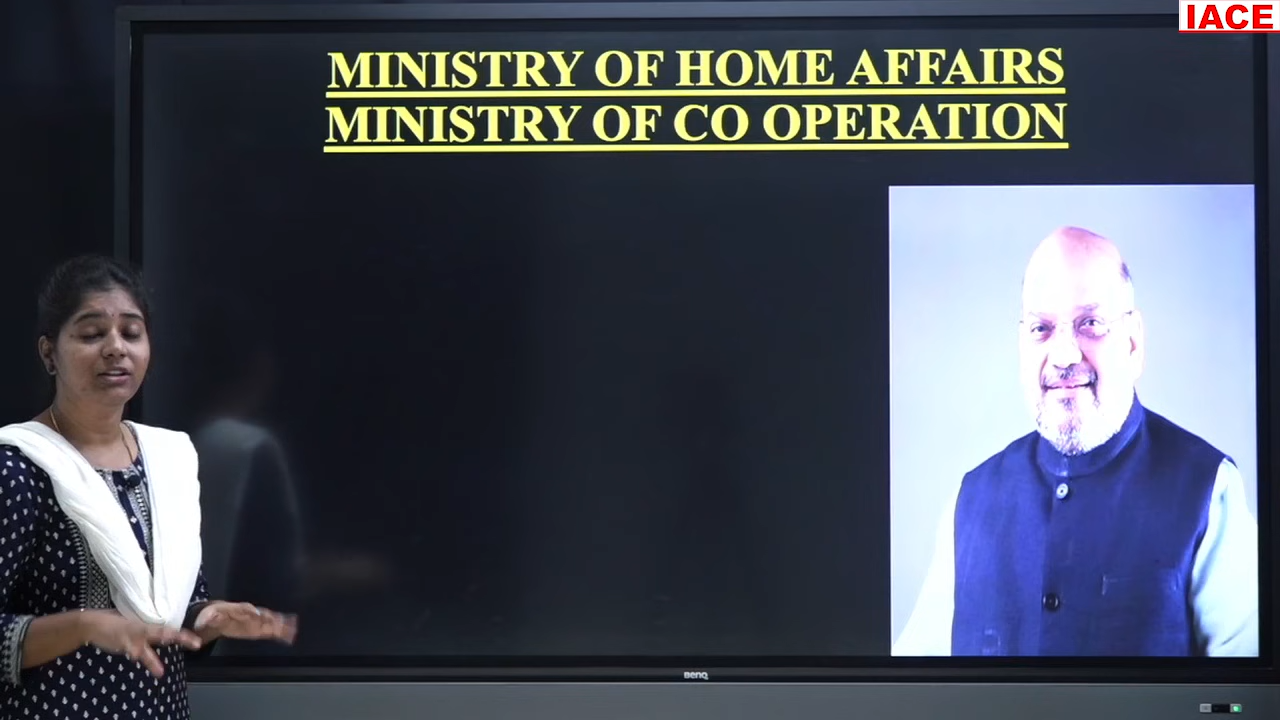 IACE
MINISTRY OF HOME AFFAIRS
MINISTRY OF CO OPERATION
BenQ